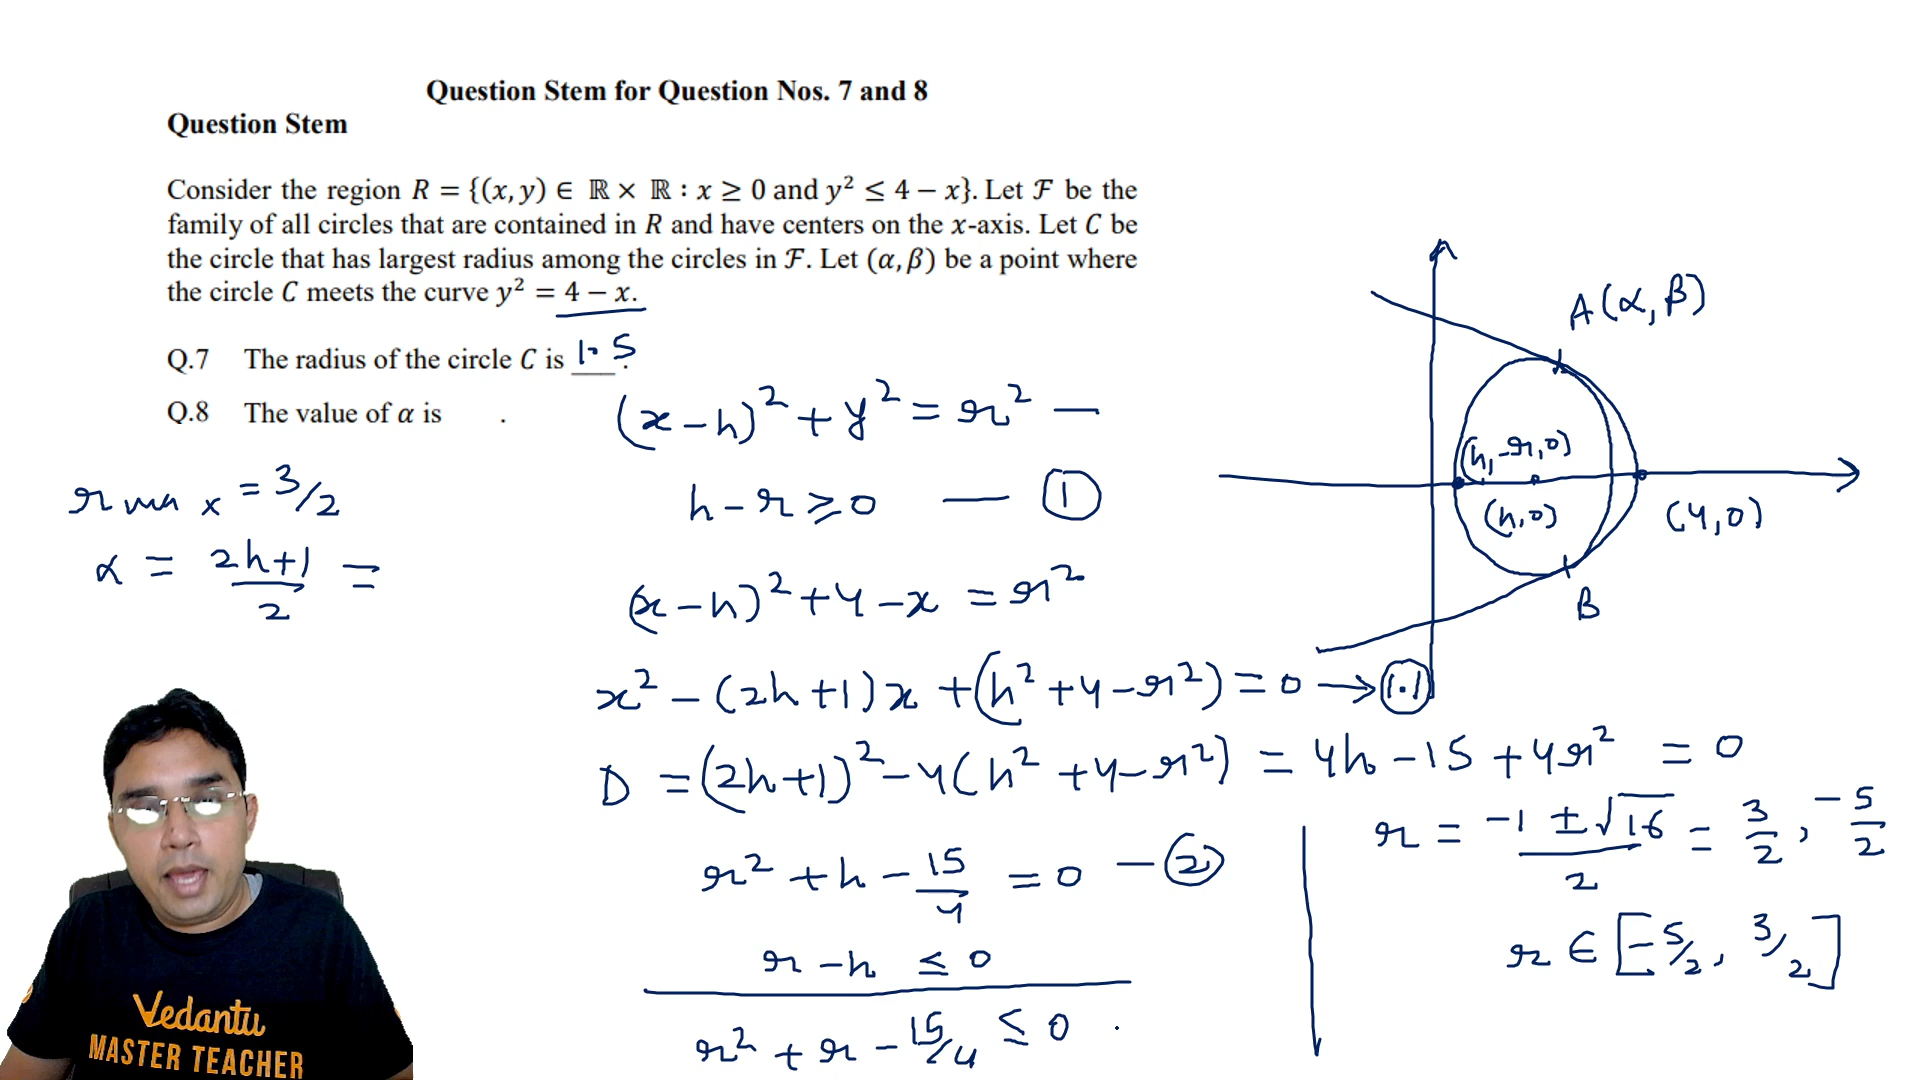 Question Stem for Question Nos. 7 and 8
Question Stem
Consider the region R = {(x, y) ∈ ℝ × ℝ : x ≥ 0 and y² ≤ 4 − x}. Let ℱ be the
family of all circles that are contained in R and have centers on the x-axis. Let C be
the circle that has largest radius among the circles in ℱ. Let (α, β) be a point where
the circle C meets the curve y² = 4 − x.
Q.7 The radius of the circle C is 1.5.
Q.8 The value of α is .
r max = 3/2
α = (2h+1)/2 =
(x−h)² + y² = r² —
h − r ≥ 0 — ①
(x−h)² + 4 − x = r²
x² − (2h+1)x + (h² + 4 − r²) = 0 → (1.1)
D = (2h+1)² − 4(h² + 4 − r²) = 4h − 15 + 4r² = 0
r² + h − 15/4 = 0 — ②
r − h ≤ 0
r² + r − 15/4 ≤ 0
r = (−1 ± √16)/2 = 3/2, −5/2
r ∈ [−5/2, 3/2]
A(α, β)
(h,−r,0)
(h,0)
(4,0)
B
Vedantu
MASTER TEACHER